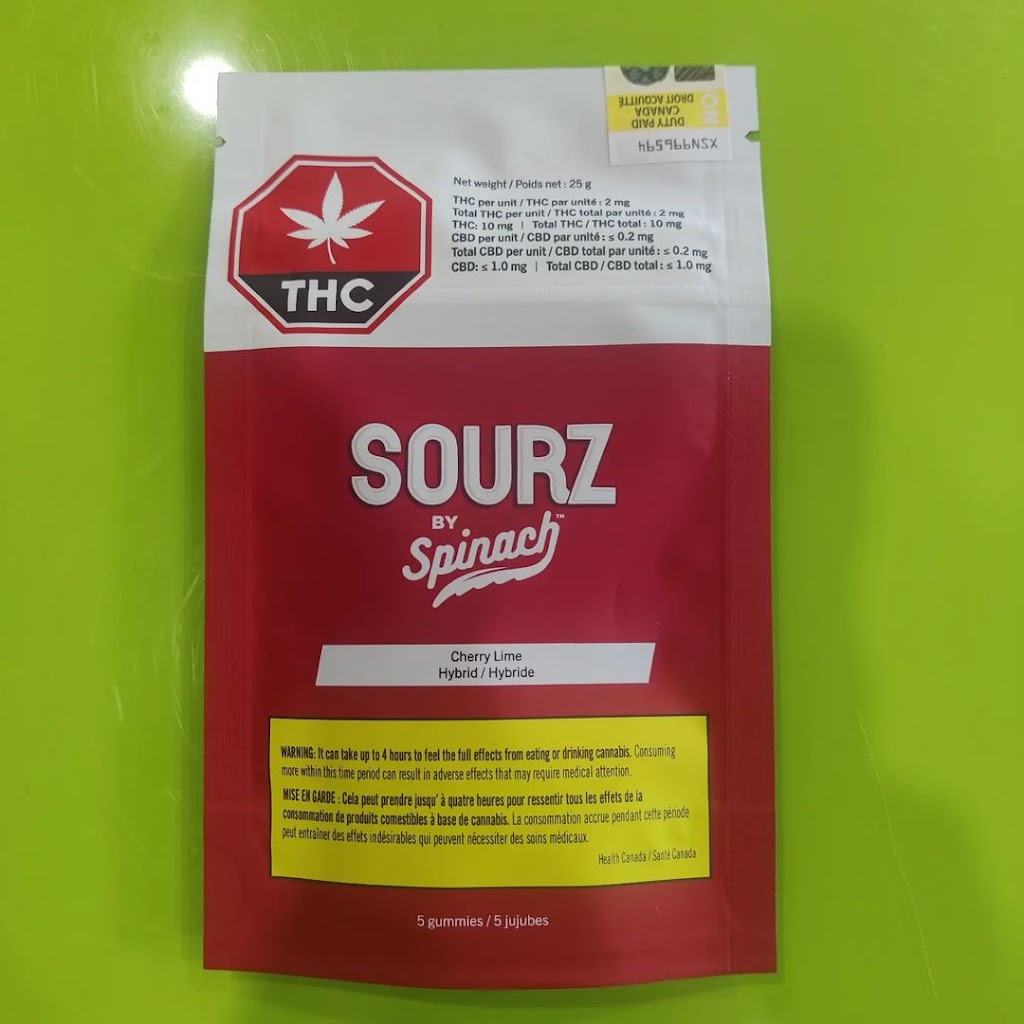 NO
DUTY PAID
CANADA
DROIT ACQUITTÉ
XSN996594
THC
Net weight / Poids net : 25 g
THC per unit / THC par unité : 2 mg
Total THC per unit / THC total par unité : 2 mg
THC: 10 mg | Total THC / THC total : 10 mg
CBD per unit / CBD par unité : ≤ 0.2 mg
Total CBD per unit / CBD total par unité : ≤ 0.2 mg
CBD: ≤ 1.0 mg | Total CBD / CBD total : ≤ 1.0 mg
SOURZ
BY
Spinach™
Cherry Lime
Hybrid / Hybride
WARNING: It can take up to 4 hours to feel the full effects from eating or drinking cannabis. Consuming
more within this time period can result in adverse effects that may require medical attention.
MISE EN GARDE : Cela peut prendre jusqu' à quatre heures pour ressentir tous les effets de la
consommation de produits comestibles à base de cannabis. La consommation accrue pendant cette période
peut entraîner des effets indésirables qui peuvent nécessiter des soins médicaux.
Health Canada / Santé Canada
5 gummies / 5 jujubes